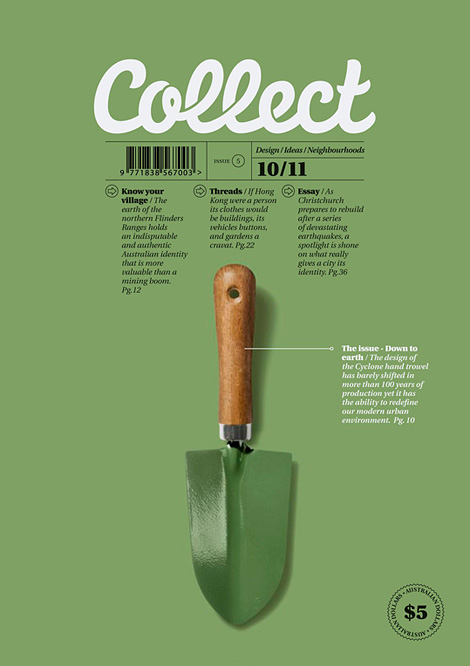 Collect
9 771838 567003 >
ISSUE 5
Design / Ideas / Neighbourhoods
10/11
Know your
village / The
earth of the
northern Flinders
Ranges holds
an indisputable
and authentic
Australian identity
that is more
valuable than a
mining boom.
Pg.12
Threads / If Hong
Kong were a person
its clothes would
be buildings, its
vehicles buttons,
and gardens a
cravat. Pg.22
Essay / As
Christchurch
prepares to rebuild
after a series
of devastating
earthquakes, a
spotlight is shone
on what really
gives a city its
identity. Pg.36
The issue - Down to
earth / The design of
the Cyclone hand trowel
has barely shifted in
more than 100 years of
production yet it has
the ability to redefine
our modern urban
environment. Pg. 10
AUSTRALIAN DOLLARS • AUSTRALIAN DOLLARS •
$5